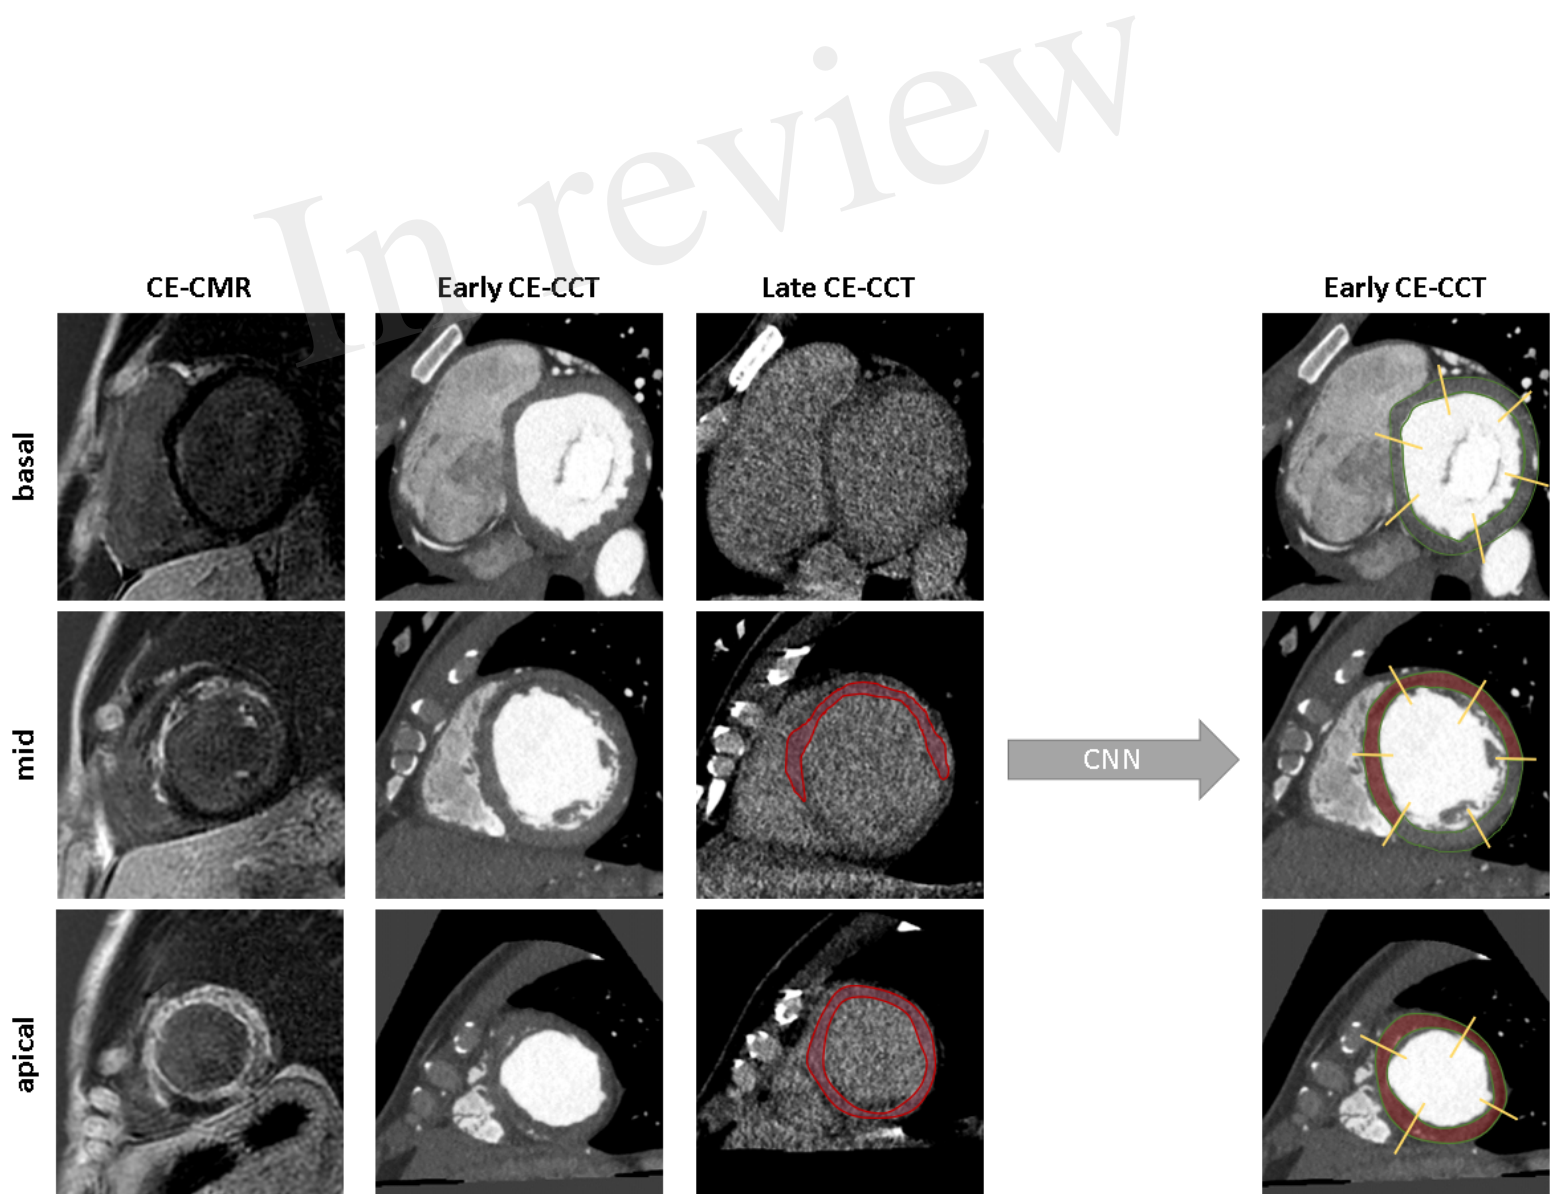 In review
CE-CMR
Early CE-CCT
Late CE-CCT
Early CE-CCT
basal
mid
CNN
apical